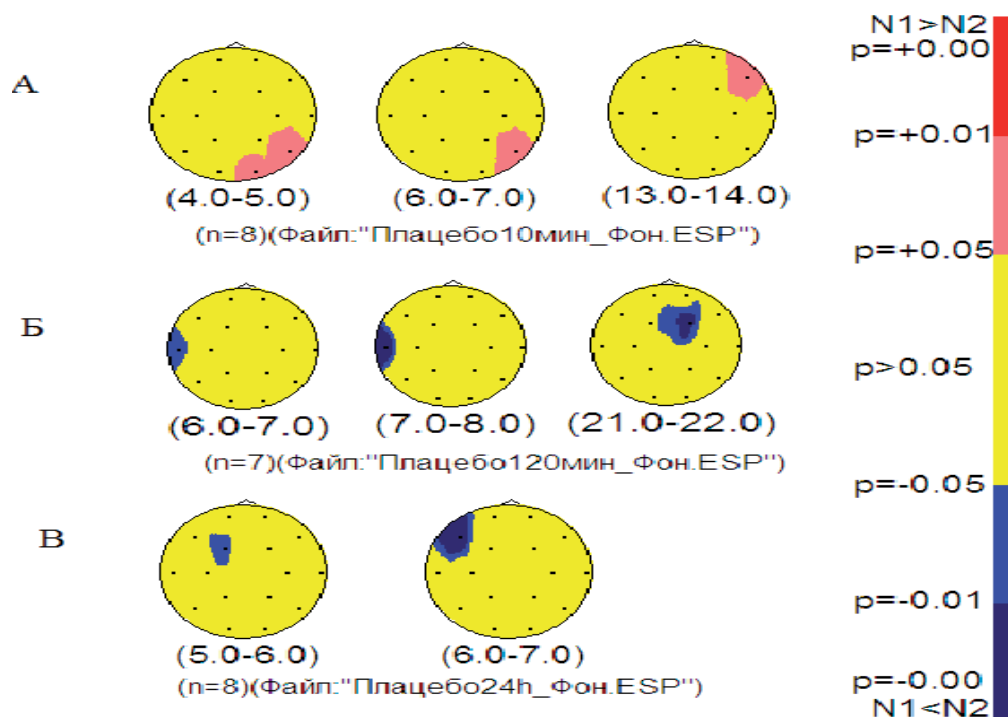 А
(4.0-5.0) (6.0-7.0) (13.0-14.0)
(n=8)(Файл:"Плацебо10мин_Фон.ESP")
Б
(6.0-7.0) (7.0-8.0) (21.0-22.0)
(n=7)(Файл:"Плацебо120мин_Фон.ESP")
В
(5.0-6.0) (6.0-7.0)
(n=8)(Файл:"Плацебо24h_Фон.ESP")
N1>N2
p=+0.00
p=+0.01
p=+0.05
p>0.05
p=-0.05
p=-0.01
p=-0.00
N1<N2